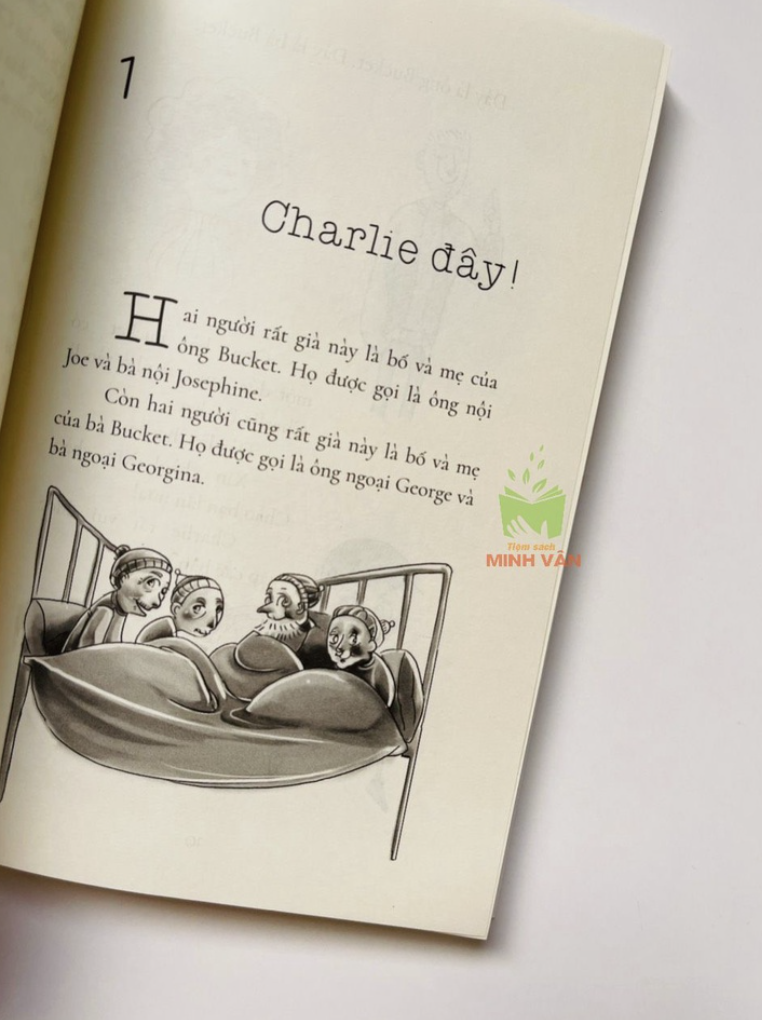 1
Charlie đây!
Hai người rất già này là bố và mẹ của
ông Bucket. Họ được gọi là ông nội
Joe và bà nội Josephine.
Còn hai người cũng rất già này là bố và mẹ
của bà Bucket. Họ được gọi là ông ngoại George và
bà ngoại Georgina.
Tiệm sách
MINH VÂN